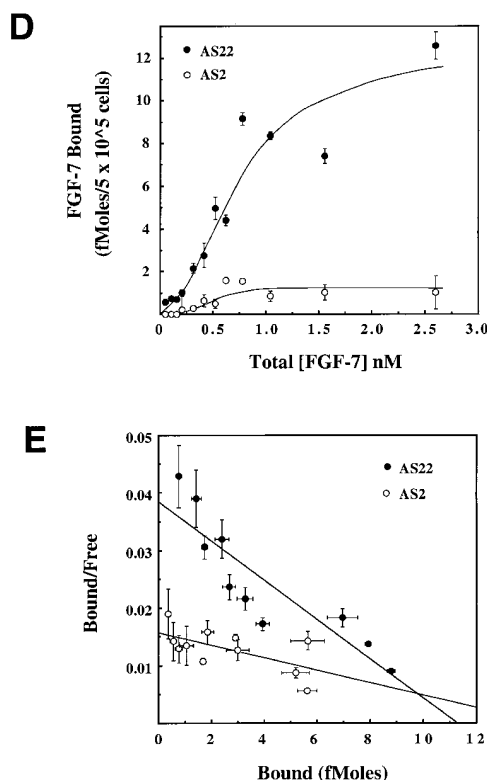 D
AS22
AS2
FGF-7 Bound
(fMoles/5 x 10^5 cells)
12
10
8
6
4
2
0 0.5 1.0 1.5 2.0 2.5 3.0
Total [FGF-7] nM
E
AS22
AS2
Bound/Free
0.05
0.04
0.03
0.02
0.01
0 2 4 6 8 10 12
Bound (fMoles)